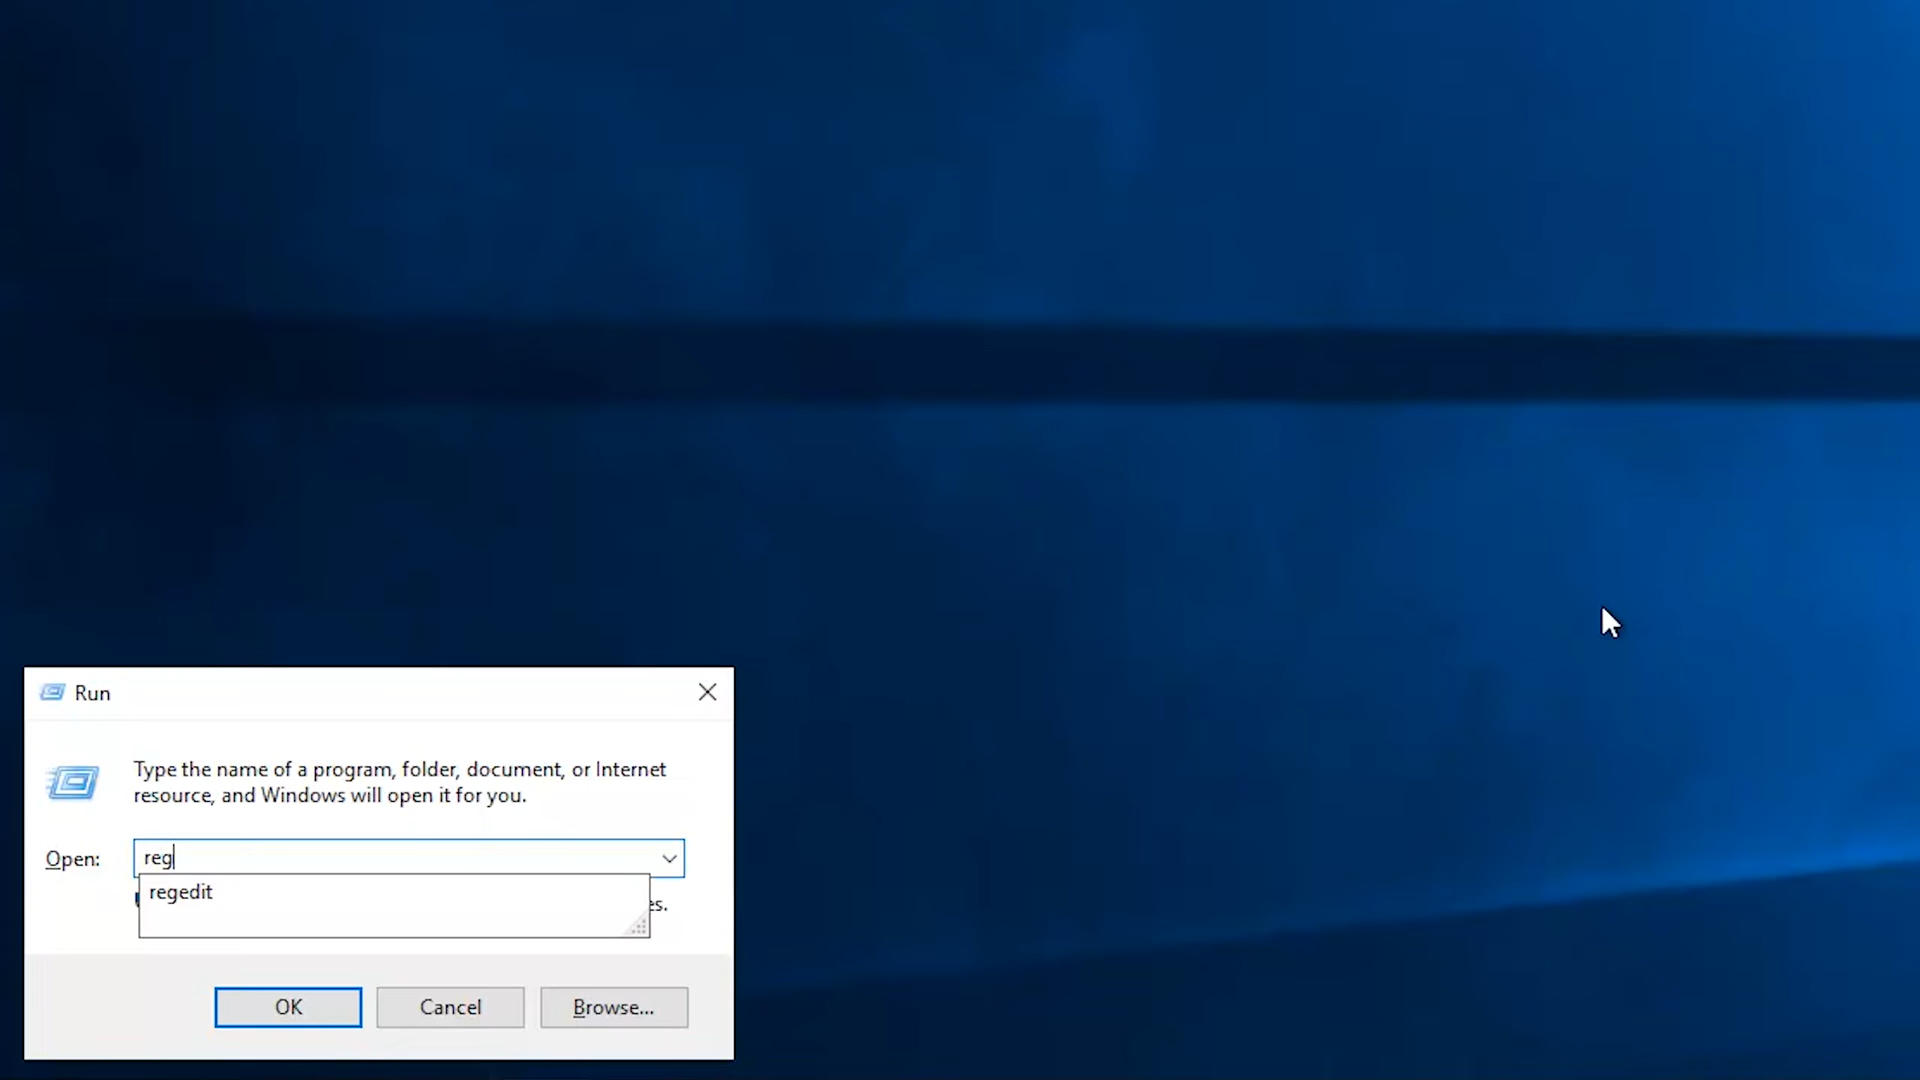 Run
Type the name of a program, folder, document, or Internet
resource, and Windows will open it for you.
Open: reg
regedit
es.
OK Cancel Browse...